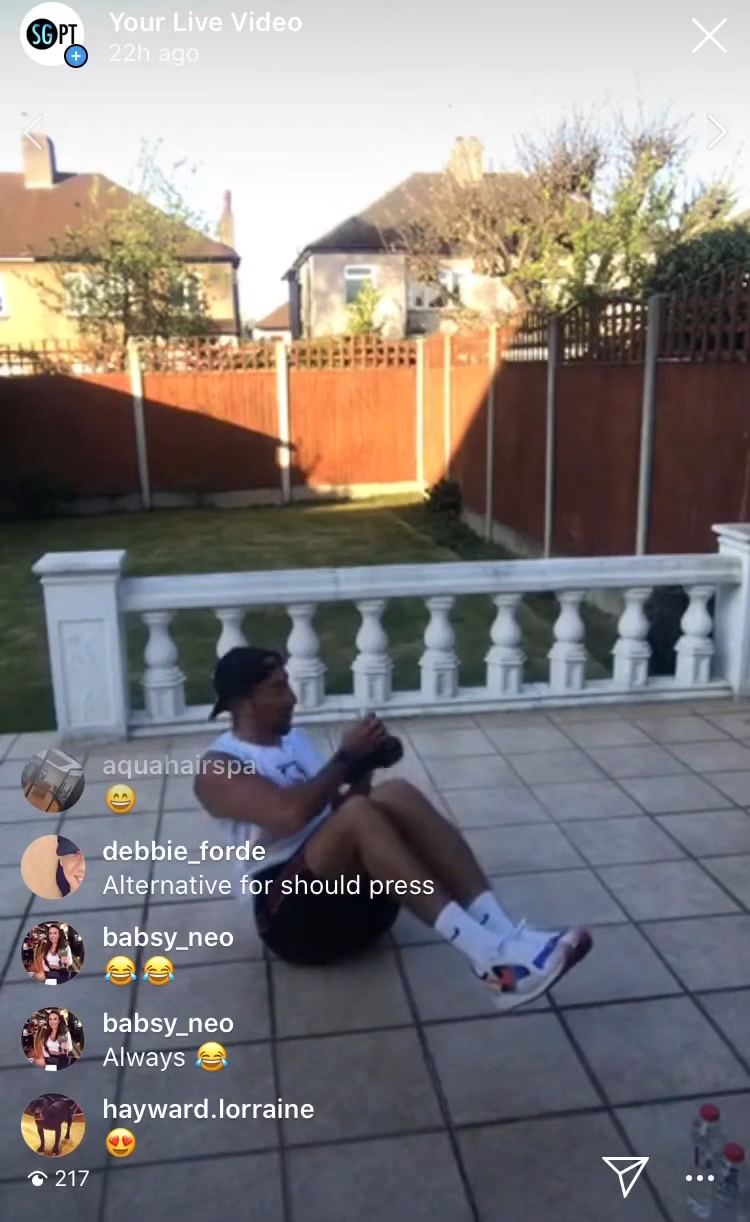 SGPT
Your Live Video
22h ago
aquahairspa
😄
debbie_forde
Alternative for should press
babsy_neo
😂😂
babsy_neo
Always 😂
hayward.lorraine
😍
217